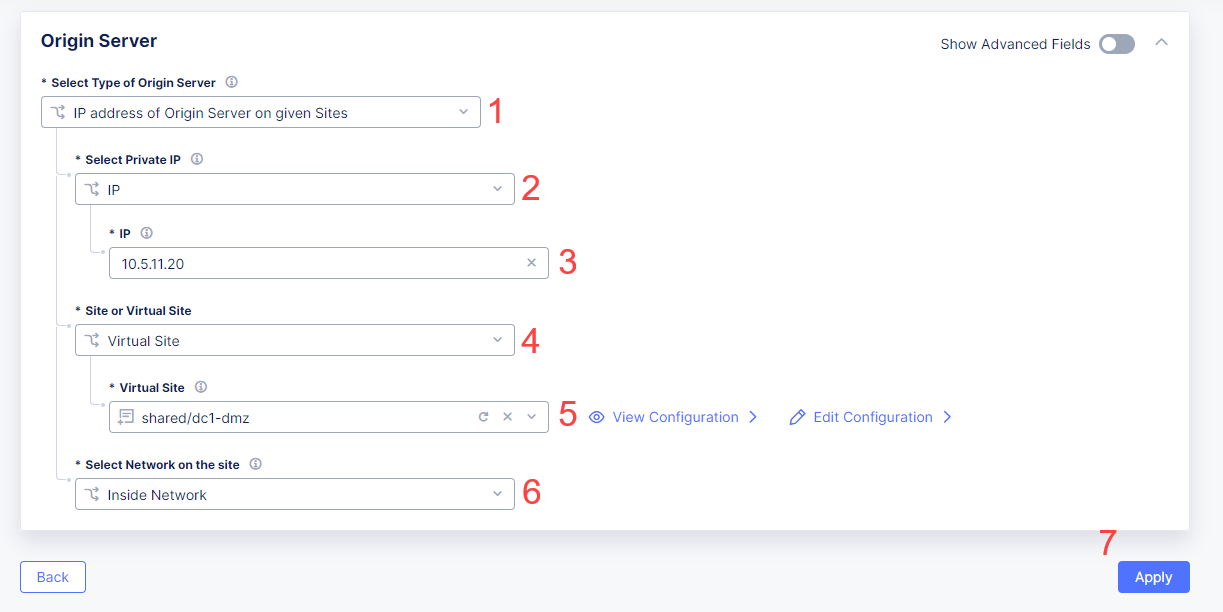 Origin Server
Show Advanced Fields
* Select Type of Origin Server
IP address of Origin Server on given Sites 1
* Select Private IP
IP 2
* IP
10.5.11.20 3
* Site or Virtual Site
Virtual Site 4
* Virtual Site
shared/dc1-dmz 5 View Configuration Edit Configuration
* Select Network on the site
Inside Network 6
7
Back Apply